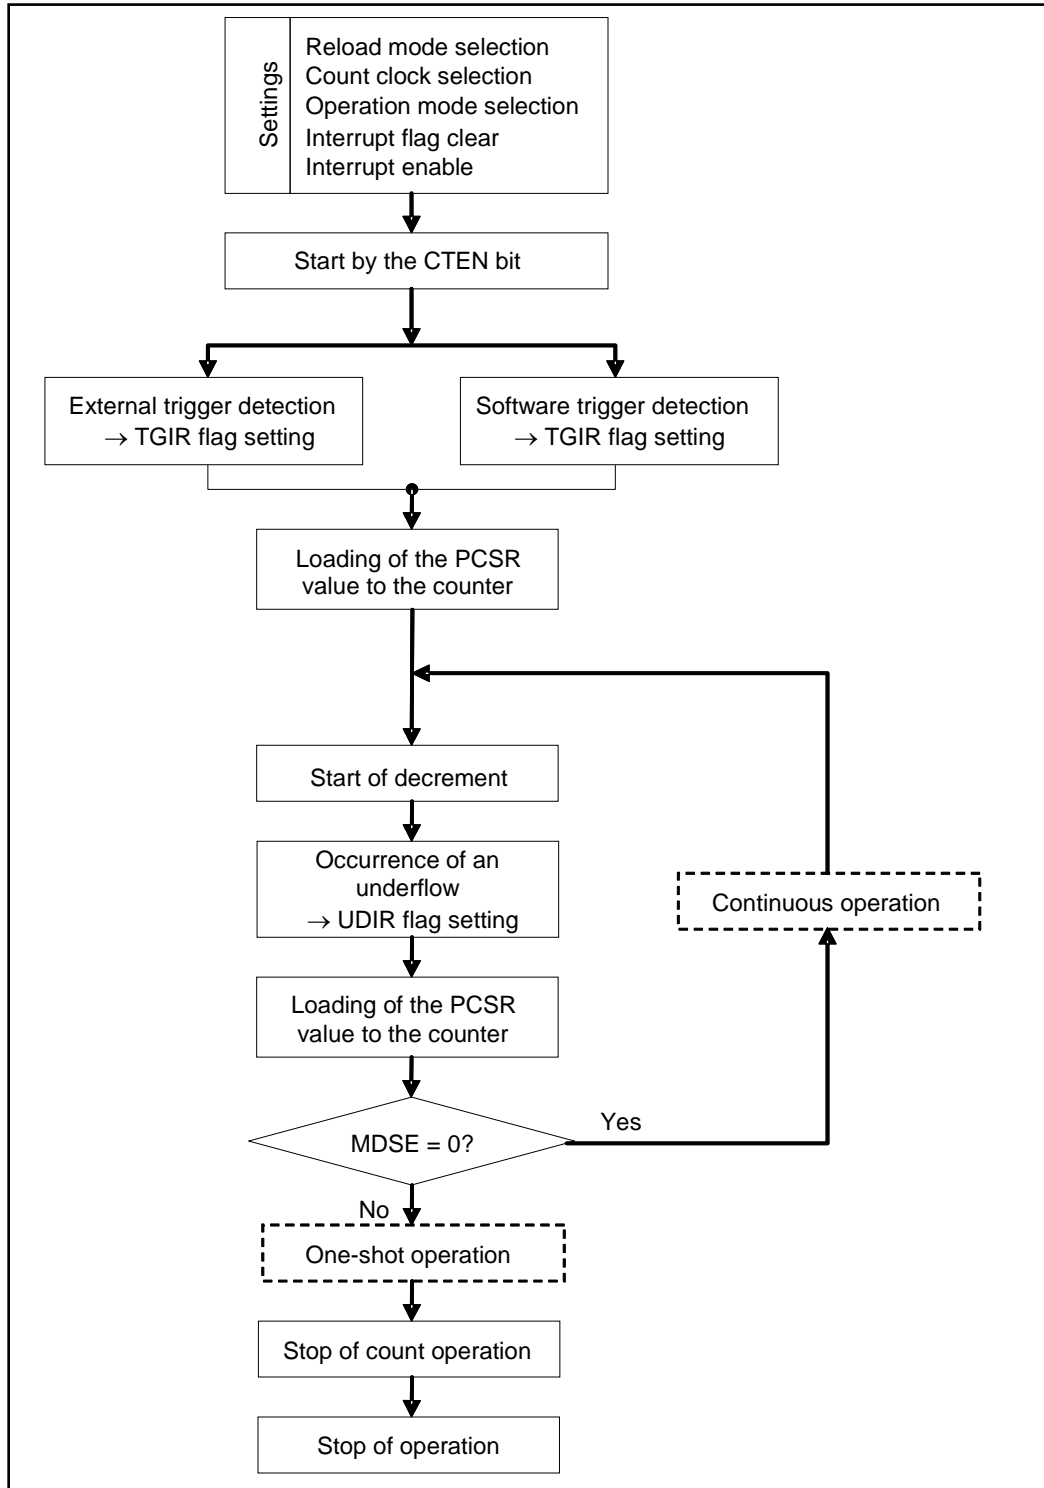 Settings
Reload mode selection
Count clock selection
Operation mode selection
Interrupt flag clear
Interrupt enable
Start by the CTEN bit
External trigger detection
→ TGIR flag setting
Software trigger detection
→ TGIR flag setting
Loading of the PCSR
value to the counter
Start of decrement
Occurrence of an
underflow
→ UDIR flag setting
Continuous operation
Loading of the PCSR
value to the counter
MDSE = 0?
Yes
No
One-shot operation
Stop of count operation
Stop of operation